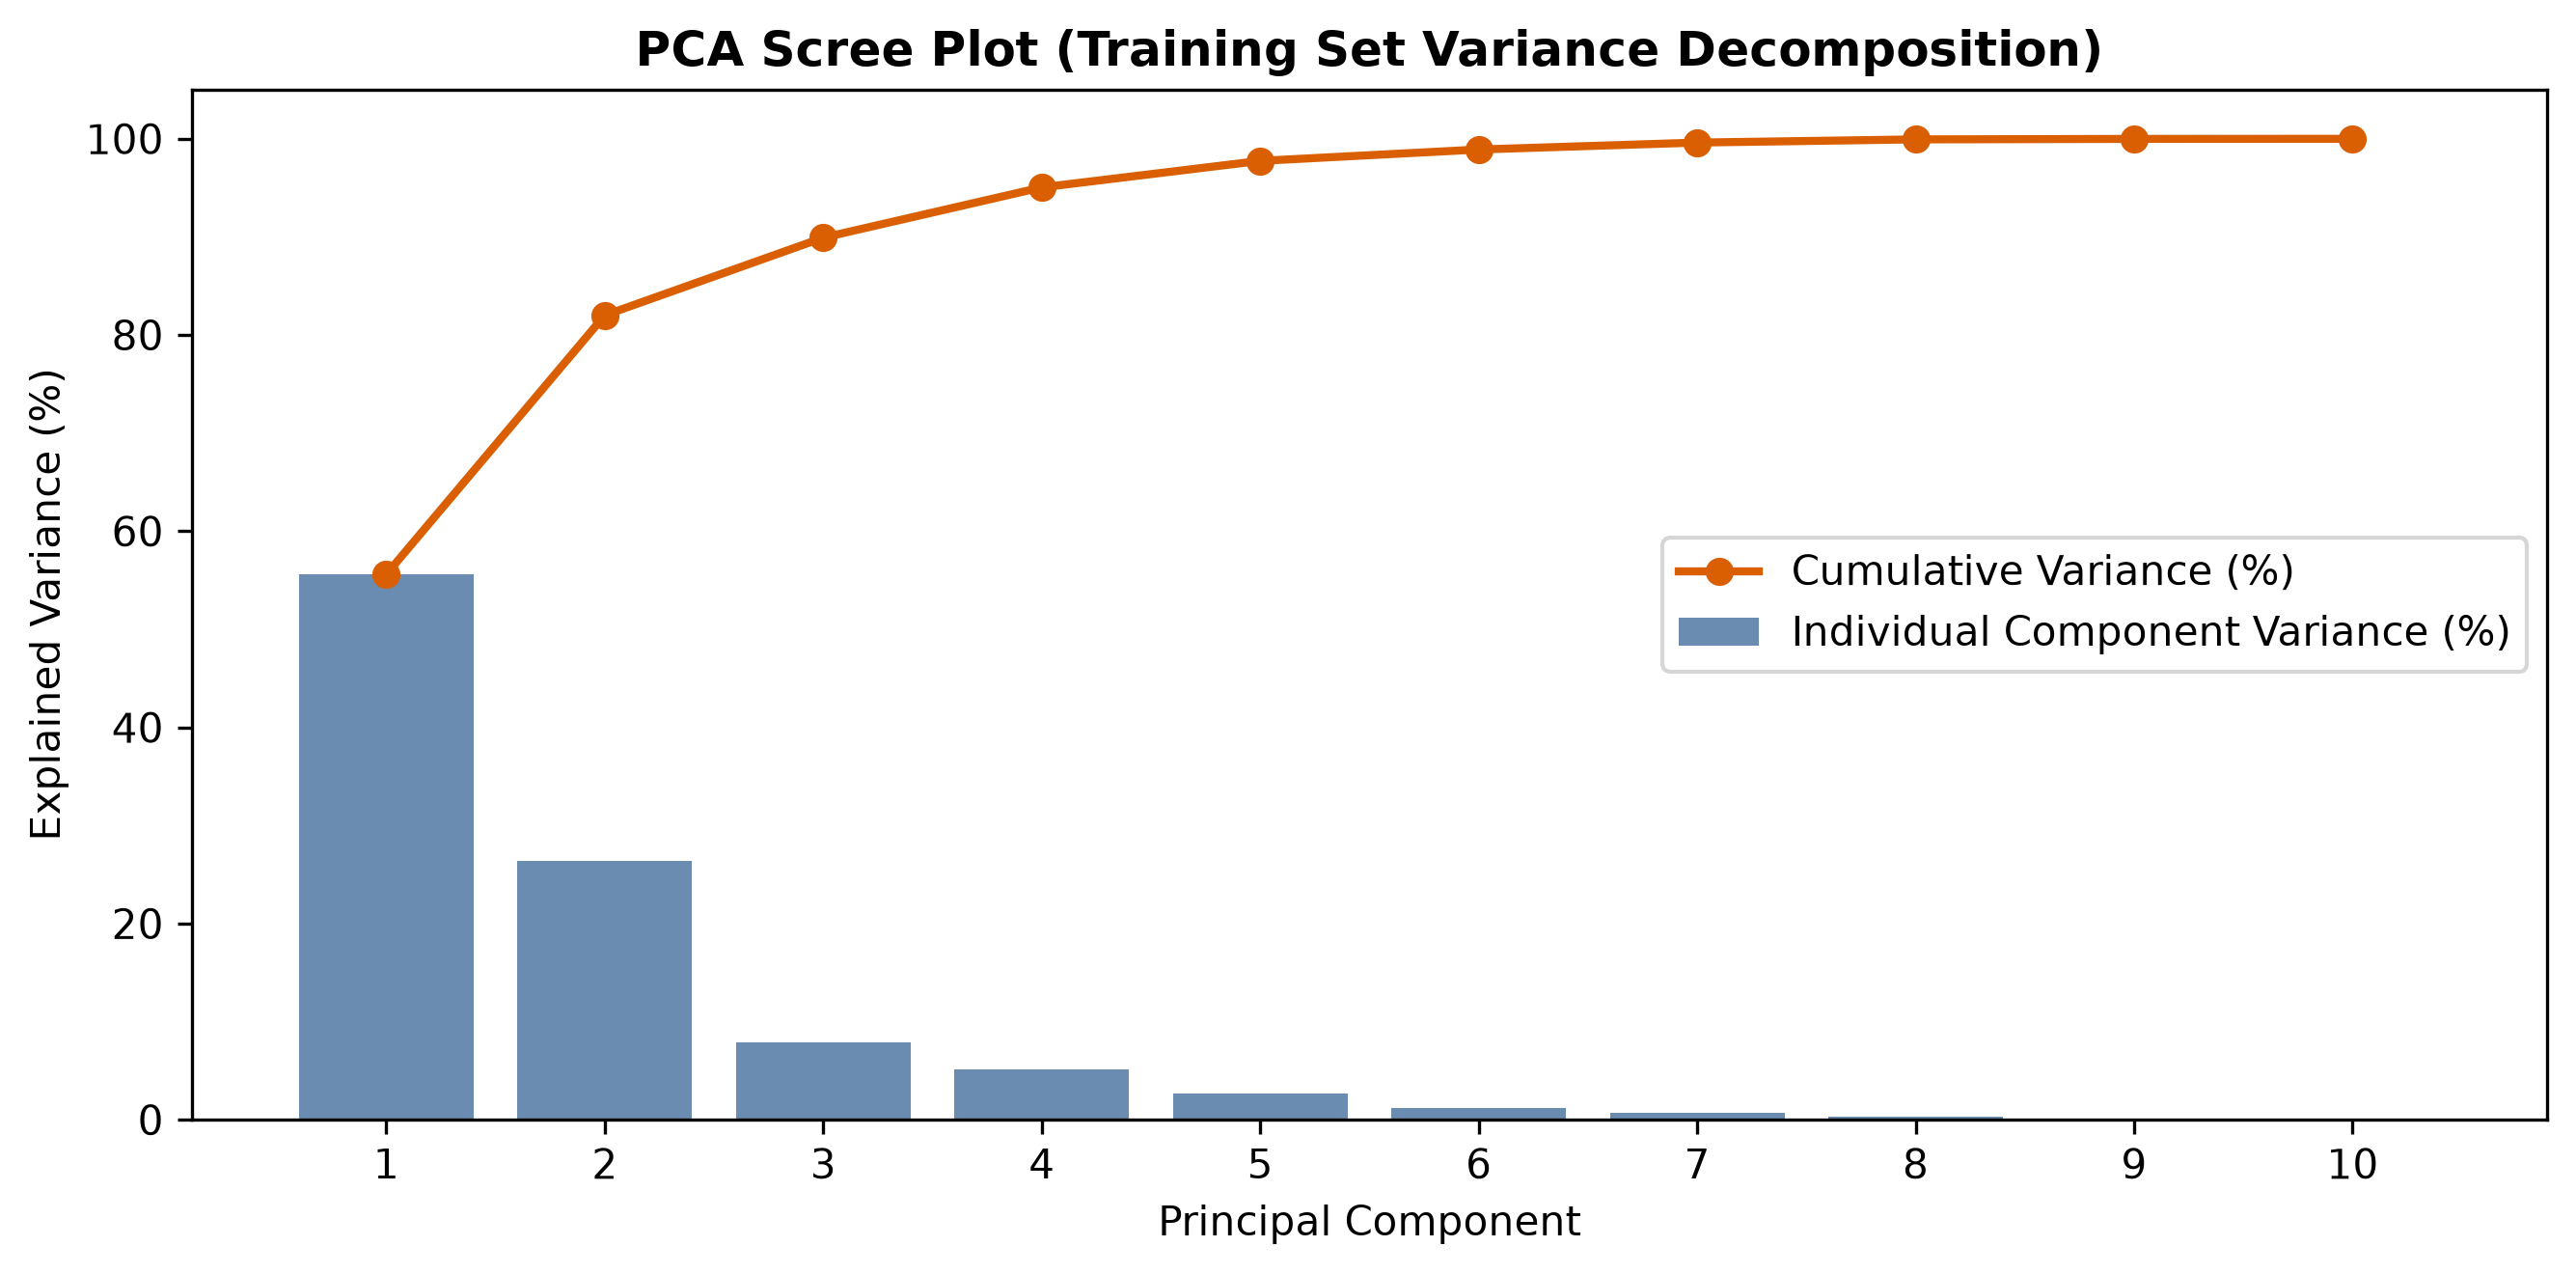 PCA Scree Plot (Training Set Variance Decomposition)
Explained Variance (%)
100
80
60
40
20
0
Cumulative Variance (%)
Individual Component Variance (%)
1 2 3 4 5 6 7 8 9 10
Principal Component